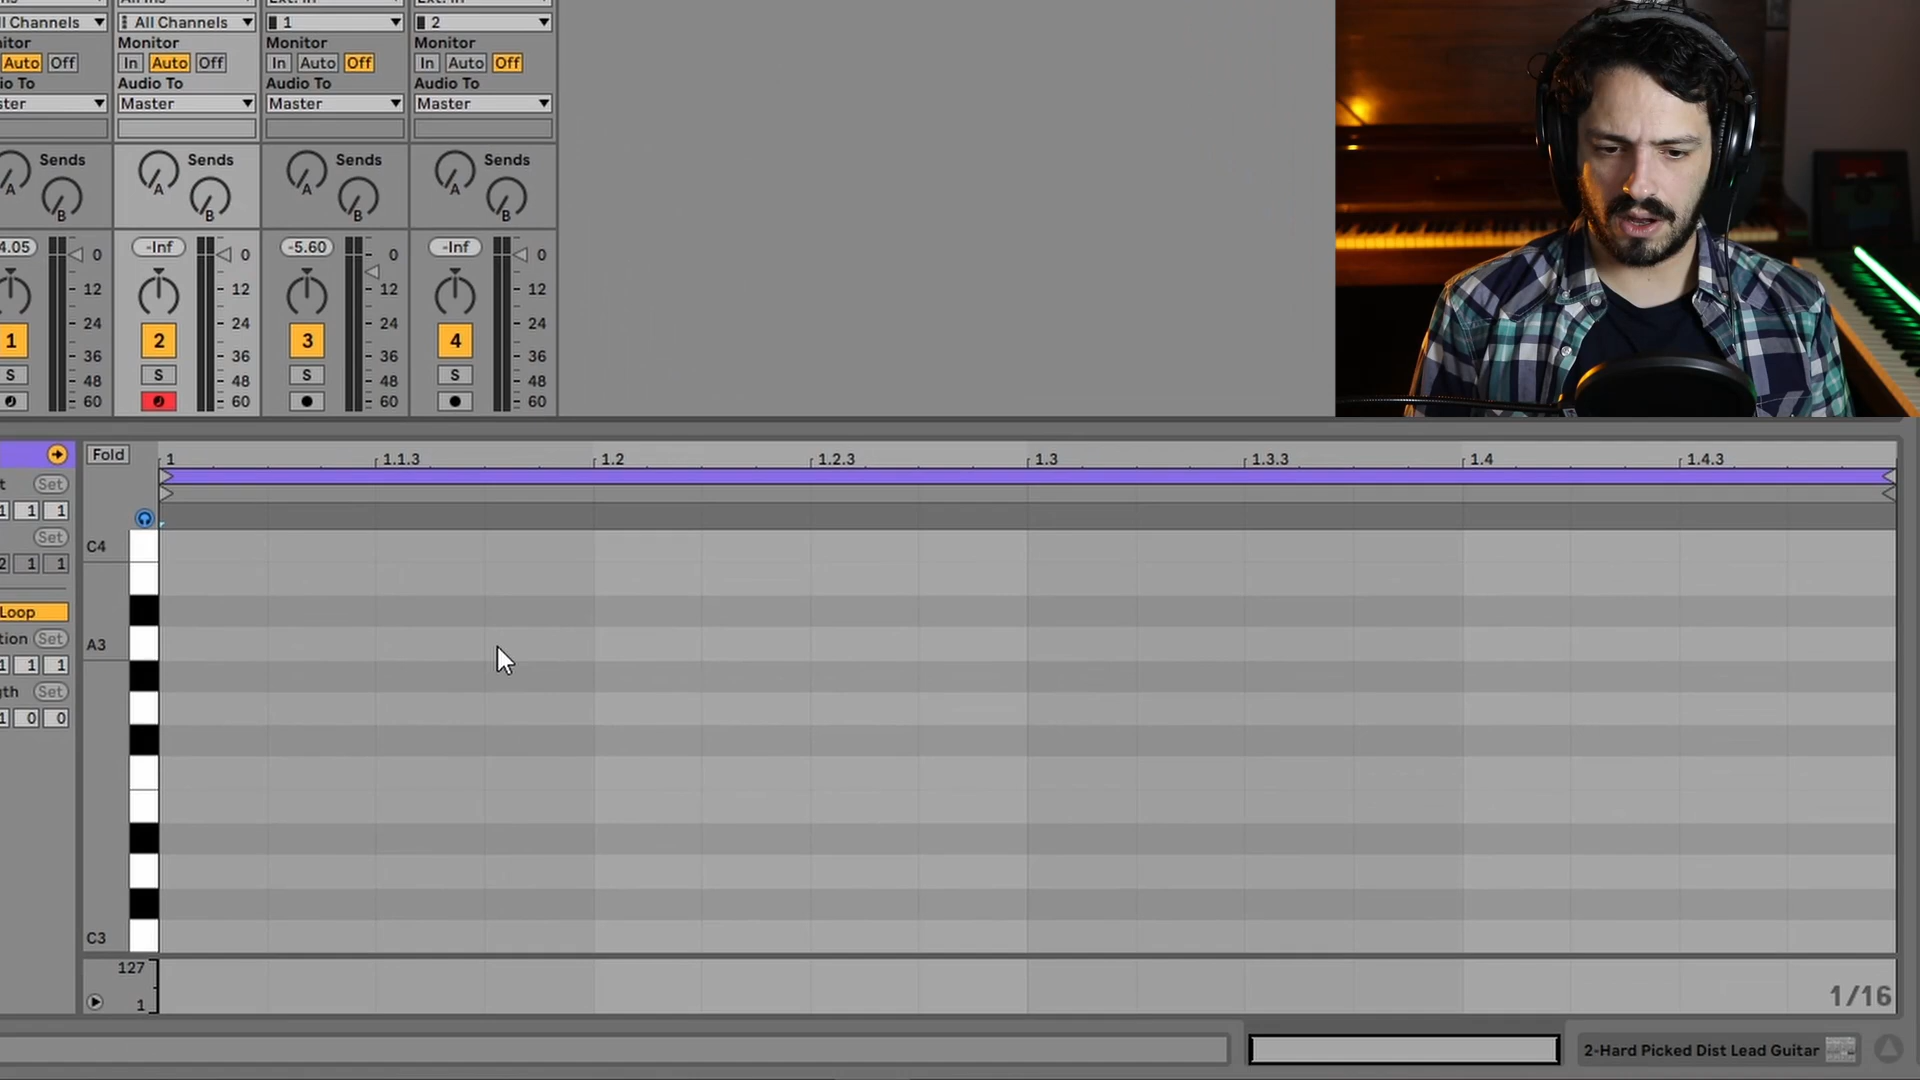 ll Channels All Channels 1 2
itor Monitor Monitor Monitor
Auto Off In Auto Off In Auto Off In Auto Off
io To Audio To Audio To Audio To
ster Master Master Master
Sends Sends Sends Sends
A A A A
B B B B
4.05 0 -Inf 0 -5.60 0 -Inf 0
12 12 12 12
24 24 24 24
1 2 3 4
36 36 36 36
S 48 S 48 S 48 S 48
60 60 60 60
Fold 1 1.1.3 1.2 1.2.3 1.3 1.3.3 1.4 1.4.3
t Set
1 1 1
Set
C4
2 1 1
Loop
tion Set
A3
1 1 1
gth Set
1 0 0
C3
127
1
1/16
2-Hard Picked Dist Lead Guitar